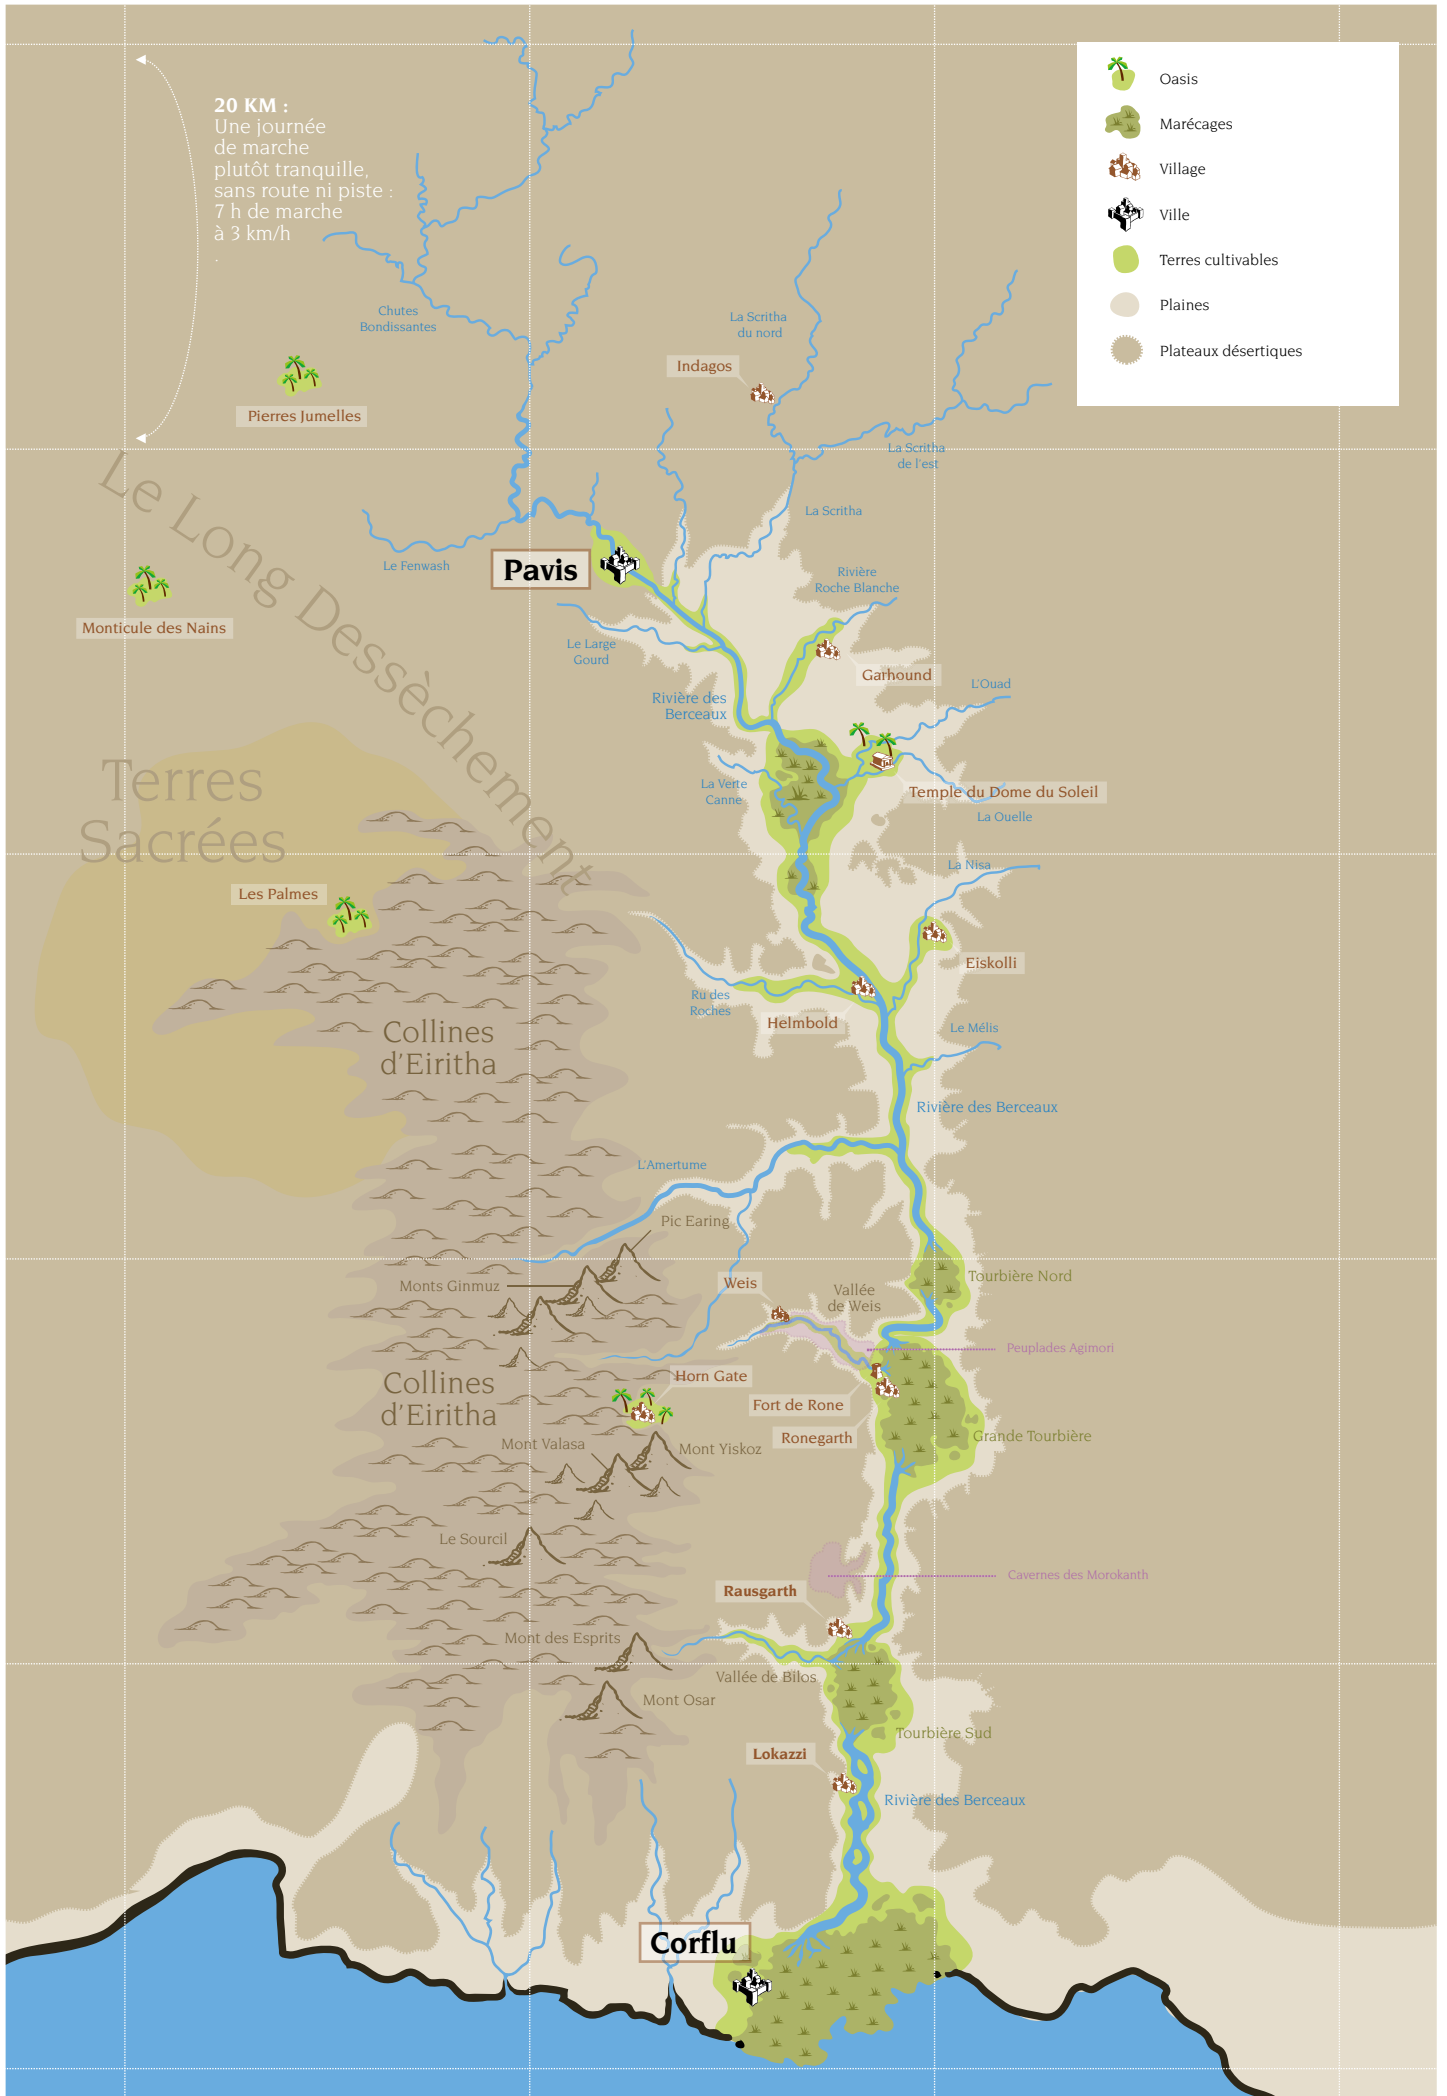 20 KM :
Une journée
de marche
plutôt tranquille,
sans route ni piste :
7 h de marche
à 3 km/h
.
Oasis
Marécages
Village
Ville
Terres cultivables
Plaines
Plateaux désertiques
Chutes
Bondissantes
La Scritha
du nord
Indagos
Pierres Jumelles
La Scritha
de l'est
La Scritha
Le Long Dessèchement
Le Fenwash
Pavis
Rivière
Roche Blanche
Monticule des Nains
Le Large
Gourd
Garhound
L'Ouad
Rivière des
Berceaux
Terres
Sacrées
La Verte
Canne
Temple du Dome du Soleil
La Ouelle
La Nisa
Les Palmes
Eiskolli
Ru des
Roches
Helmbold
Collines
d'Eiritha
Le Mélis
Rivière des Berceaux
L'Amertume
Pic Earing
Monts Ginmuz
Weis
Vallée
de Weis
Tourbière Nord
Peuplades Agimori
Horn Gate
Collines
d'Eiritha
Fort de Rone
Ronegarth
Grande Tourbière
Mont Valasa
Mont Yiskoz
Le Sourcil
Cavernes des Morokanth
Rausgarth
Mont des Esprits
Vallée de Bilos
Mont Osar
Tourbière Sud
Lokazzi
Rivière des Berceaux
Corflu